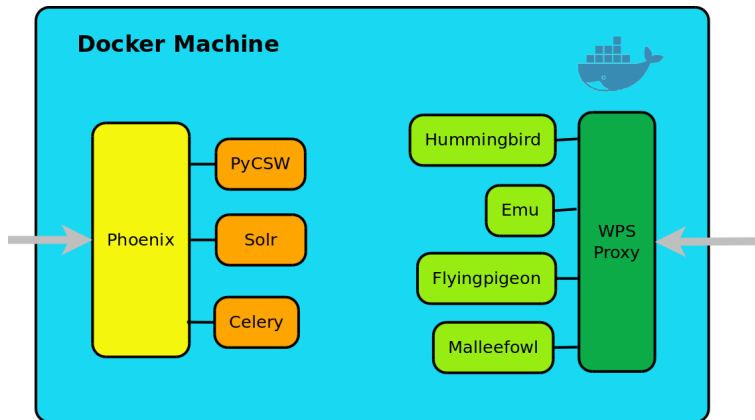 Docker Machine
Phoenix
PyCSW
Solr
Celery
Hummingbird
Emu
Flyingpigeon
Malleefowl
WPS
Proxy